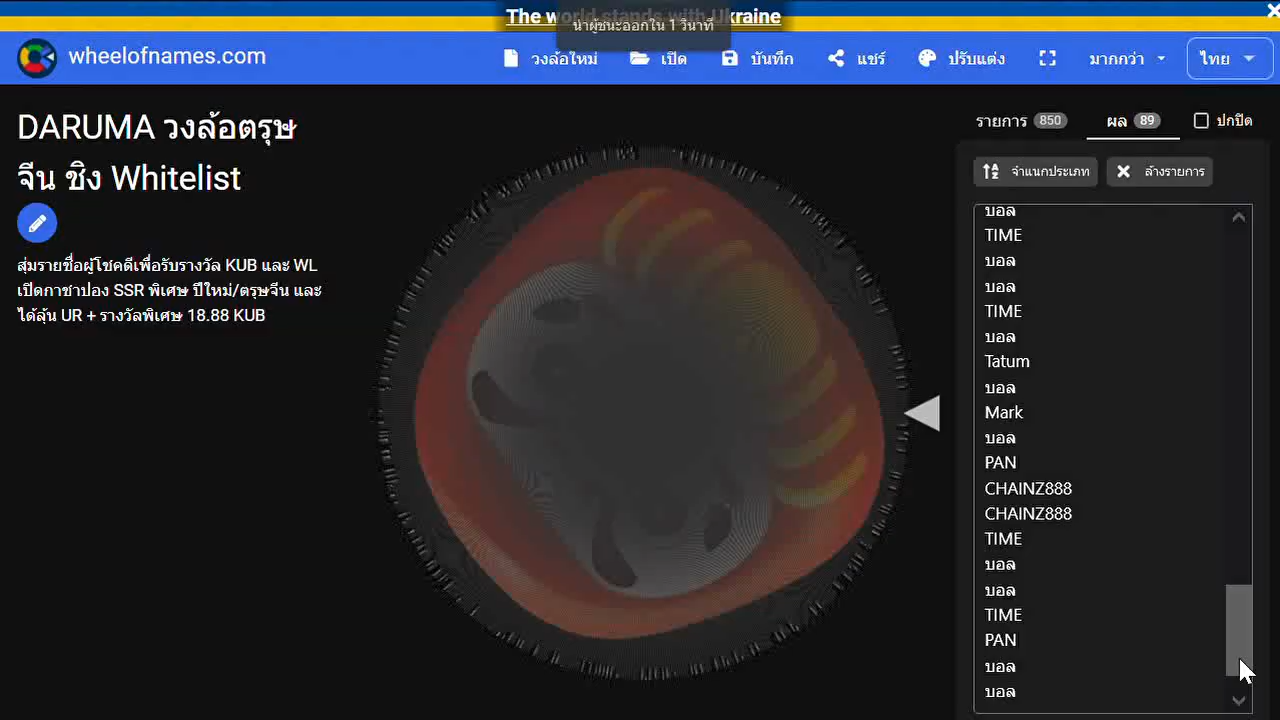 The world stands with Ukraine
นำผู้ชนะออกใน 1 วินาที
wheelofnames.com
วงล้อใหม่
เปิด
บันทึก
แชร์
ปรับแต่ง
มากกว่า
ไทย
DARUMA วงล้อตรุษ
จีน ชิง Whitelist
สุ่มรายชื่อผู้โชคดีเพื่อรับรางวัล KUB และ WL
เปิดกาชาปอง SSR พิเศษ ปีใหม่/ตรุษจีน และ
ได้ลุ้น UR + รางวัลพิเศษ 18.88 KUB
รายการ 850
ผล 89
ปกปิด
จำแนกประเภท
ล้างรายการ
บอล
TIME
บอล
บอล
TIME
บอล
Tatum
บอล
Mark
บอล
PAN
CHAINZ888
CHAINZ888
TIME
บอล
บอล
TIME
PAN
บอล
บอล